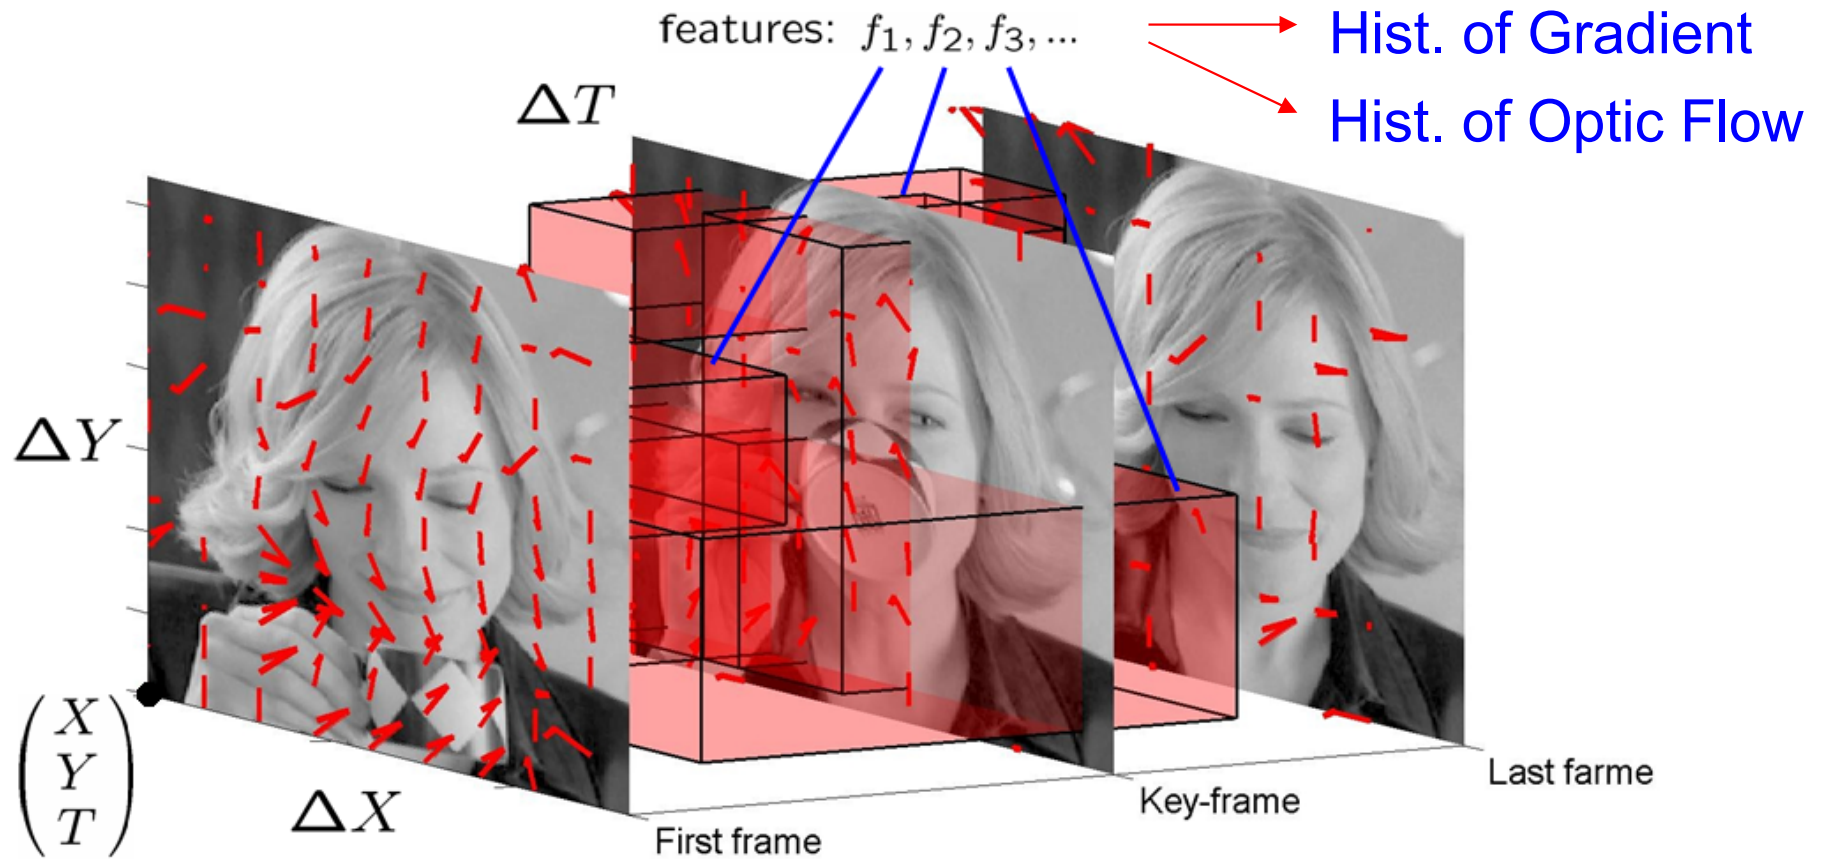 features: f₁, f₂, f₃, ...
Hist. of Gradient
Hist. of Optic Flow
ΔT
ΔY
(X
Y
T)
ΔX
First frame
Key-frame
Last farme